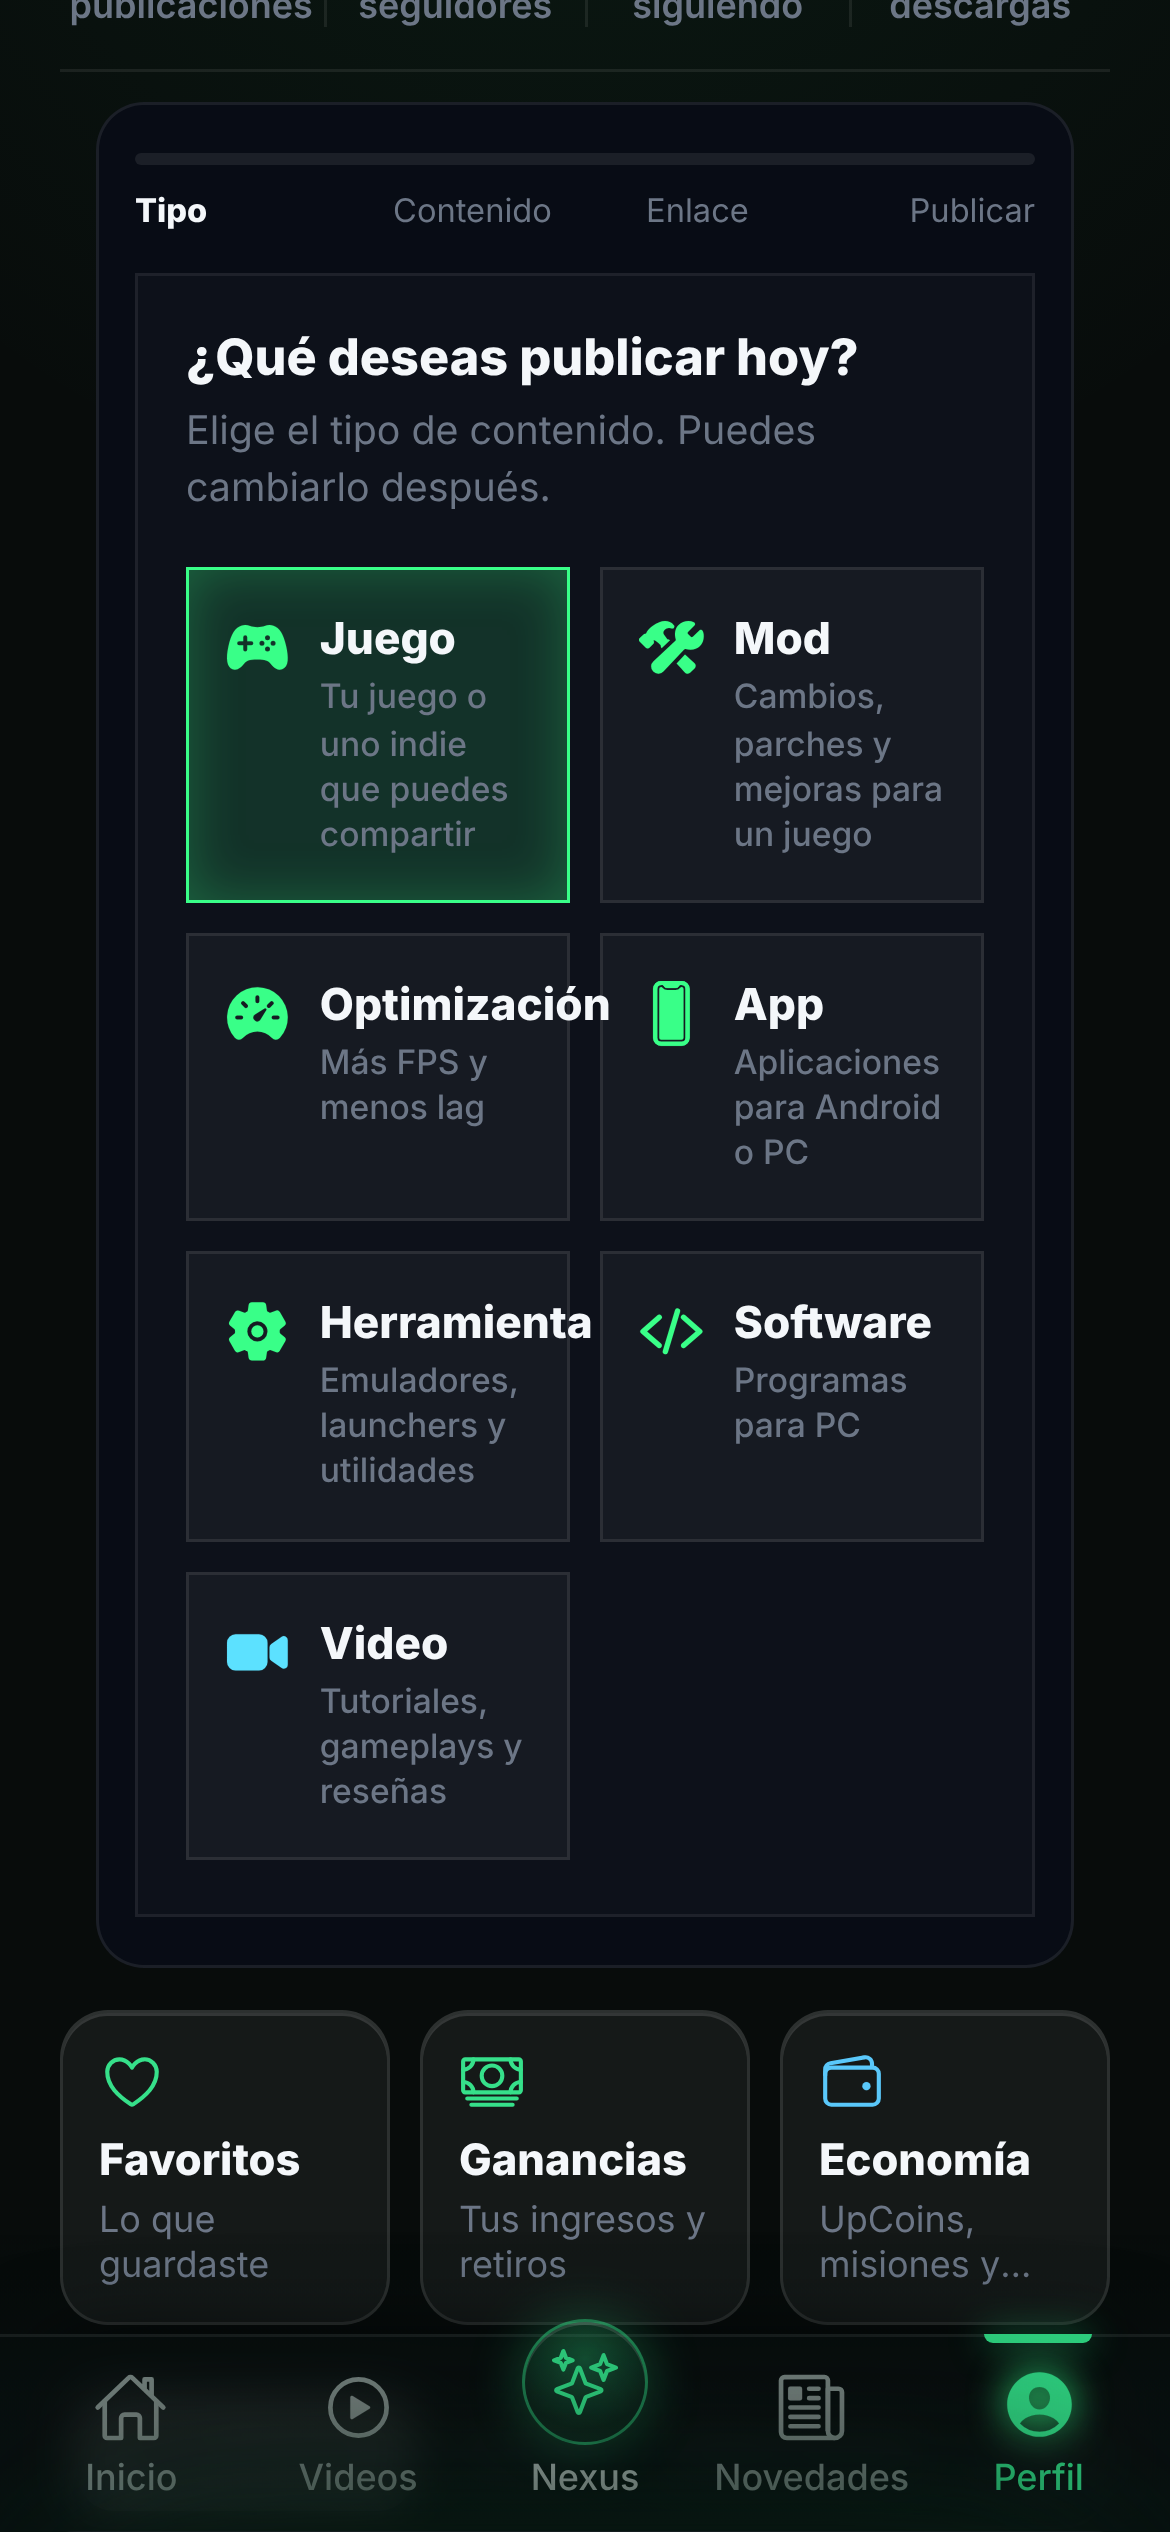 publicaciones seguidores siguiendo descargas
Tipo Contenido Enlace Publicar
¿Qué deseas publicar hoy?
Elige el tipo de contenido. Puedes
cambiarlo después.
Juego
Tu juego o
uno indie
que puedes
compartir
Mod
Cambios,
parches y
mejoras para
un juego
Optimización
Más FPS y
menos lag
App
Aplicaciones
para Android
o PC
Herramienta
Emuladores,
launchers y
utilidades
Software
Programas
para PC
Video
Tutoriales,
gameplays y
reseñas
Favoritos
Lo que
guardaste
Ganancias
Tus ingresos y
retiros
Economía
UpCoins,
misiones y...
Inicio Videos Nexus Novedades Perfil